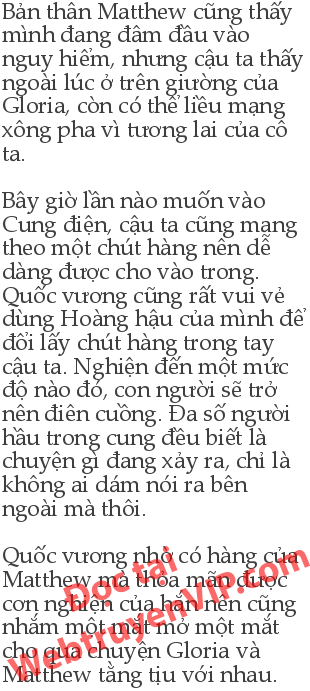 Bản thân Matthew cũng thấy
mình đang đâm đầu vào
nguy hiểm, nhưng cậu ta thấy
ngoài lúc ở trên giường của
Gloria, còn có thể liều mạng
xông pha vì tương lai của cô
ta.
Bây giờ lần nào muốn vào
Cung điện, cậu ta cũng mang
theo một chút hàng nên dễ
dàng được cho vào trong.
Quốc vương cũng rất vui vẻ
dùng Hoàng hậu của mình để
đổi lấy chút hàng trong tay
cậu ta. Nghiện đến một mức
độ nào đó, con người sẽ trở
nên điên cuồng. Đa số người
hầu trong cung đều biết là
chuyện gì đang xảy ra, chỉ là
không ai dám nói ra bên
ngoài mà thôi.
Quốc vương nhờ có hàng của
Matthew mà thỏa mãn được
cơn nghiện của hắn nên cũng
nhắm một mắt mở một mắt
cho qua chuyện Gloria và
Matthew tằng tịu với nhau.
Đọc tại
WebtruyenVIP.com